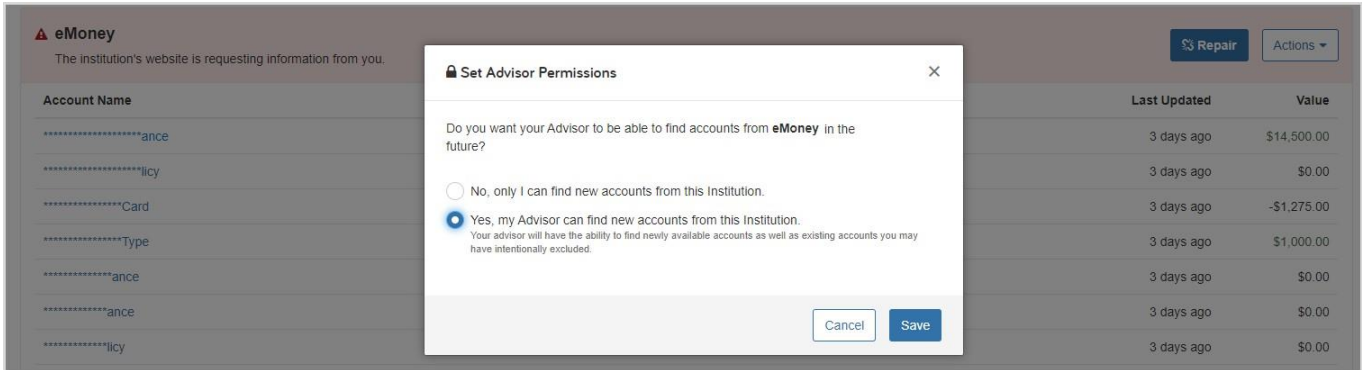 eMoney
The institution's website is requesting information from you.
Repair
Actions
Set Advisor Permissions
×
Account Name
Last Updated
Value
Do you want your Advisor to be able to find accounts from eMoney in the
future?
********************ance
3 days ago
$14,500.00
********************licy
3 days ago
$0.00
No, only I can find new accounts from this Institution.
****************Card
3 days ago
-$1,275.00
Yes, my Advisor can find new accounts from this Institution.
Your advisor will have the ability to find newly available accounts as well as existing accounts you may
have intentionally excluded.
****************Type
3 days ago
$1,000.00
**************ance
3 days ago
$0.00
*************ance
3 days ago
$0.00
Cancel
Save
*************licy
3 days ago
$0.00